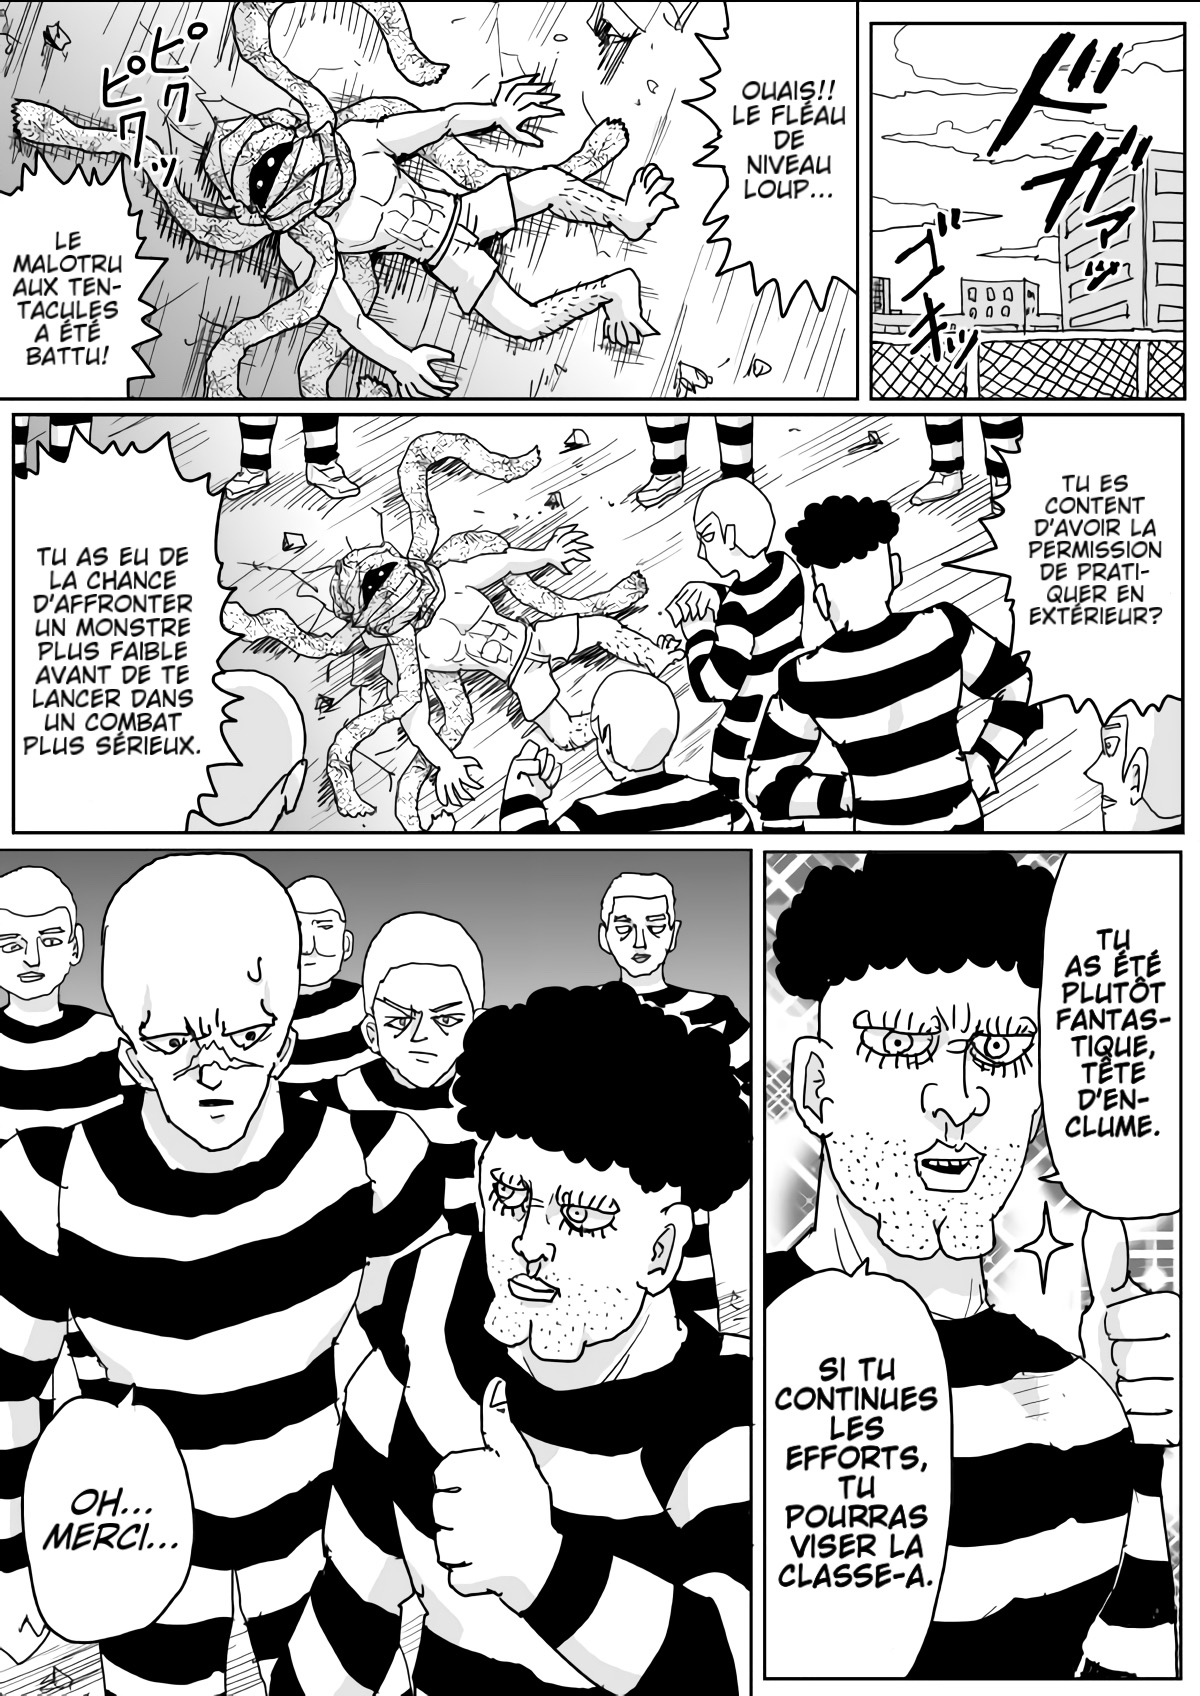 ドガァッ
ゴキッ
OUAIS!!
LE FLÉAU
DE
NIVEAU
LOUP...
ピク
ピクッ
LE
MALOTRU
AUX TEN-
TACULES
A ÉTÉ
BATTU!
TU ES
CONTENT
D'AVOIR LA
PERMISSION
DE PRATI-
QUER EN
EXTÉRIEUR?
TU AS EU DE
LA CHANCE
D'AFFRONTER
UN MONSTRE
PLUS FAIBLE
AVANT DE TE
LANCER DANS
UN COMBAT
PLUS SÉRIEUX.
TU
AS ÉTÉ
PLUTÔT
FANTAS-
TIQUE,
TÊTE
D'EN-
CLUME.
SI TU
CONTINUES
LES
EFFORTS,
TU
POURRAS
VISER LA
CLASSE-A.
OH...
MERCI...